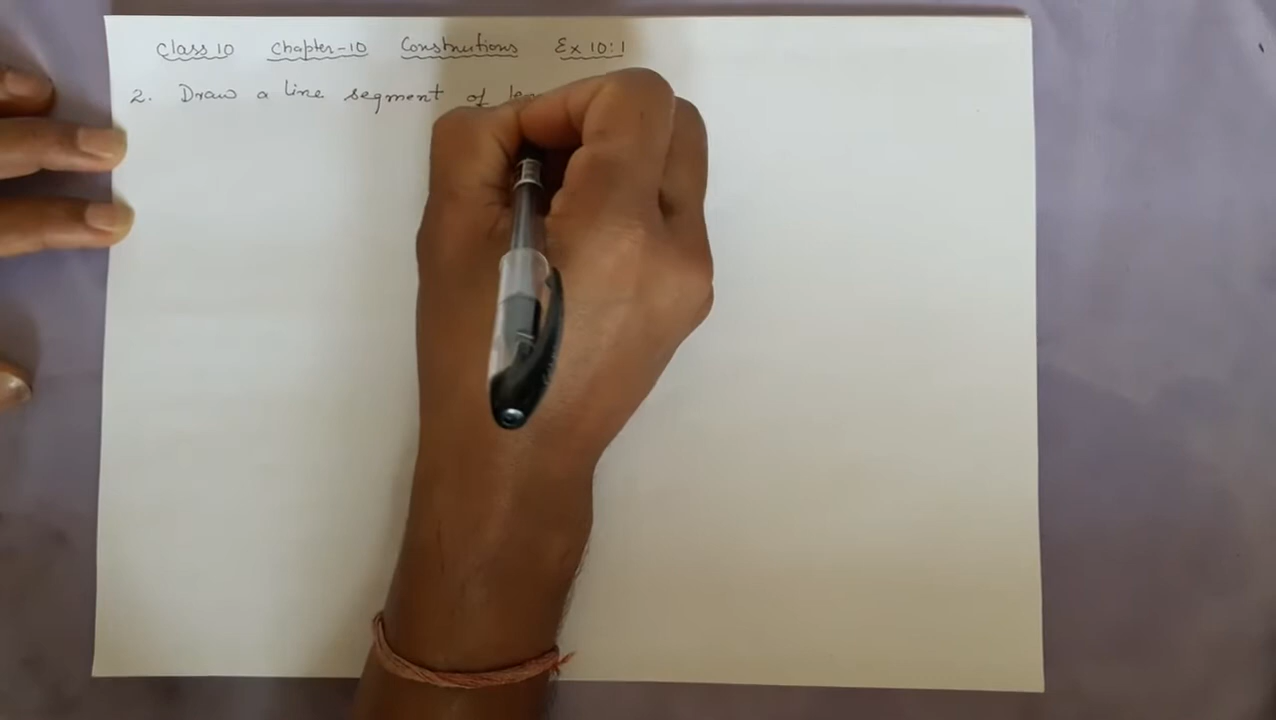 Class 10 Chapter-10 Constructions Ex 10:1
2. Draw a line segment of